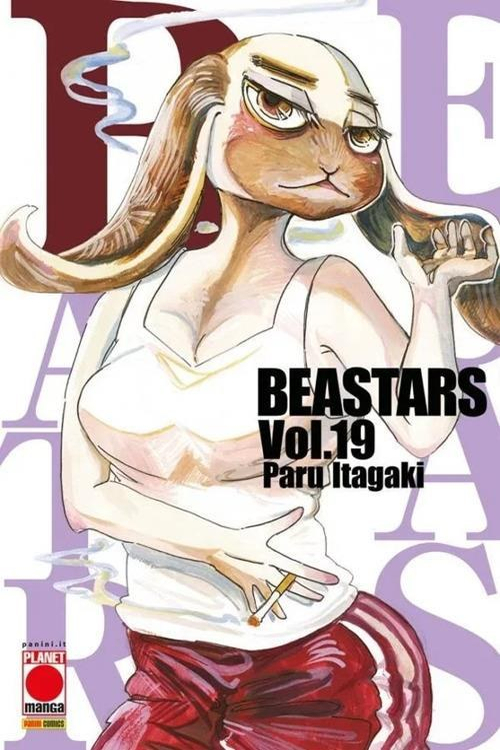 BEASTARS
BEASTARS
Vol.19
Paru Itagaki
panini.it
PLANET
manga
PANINI COMICS